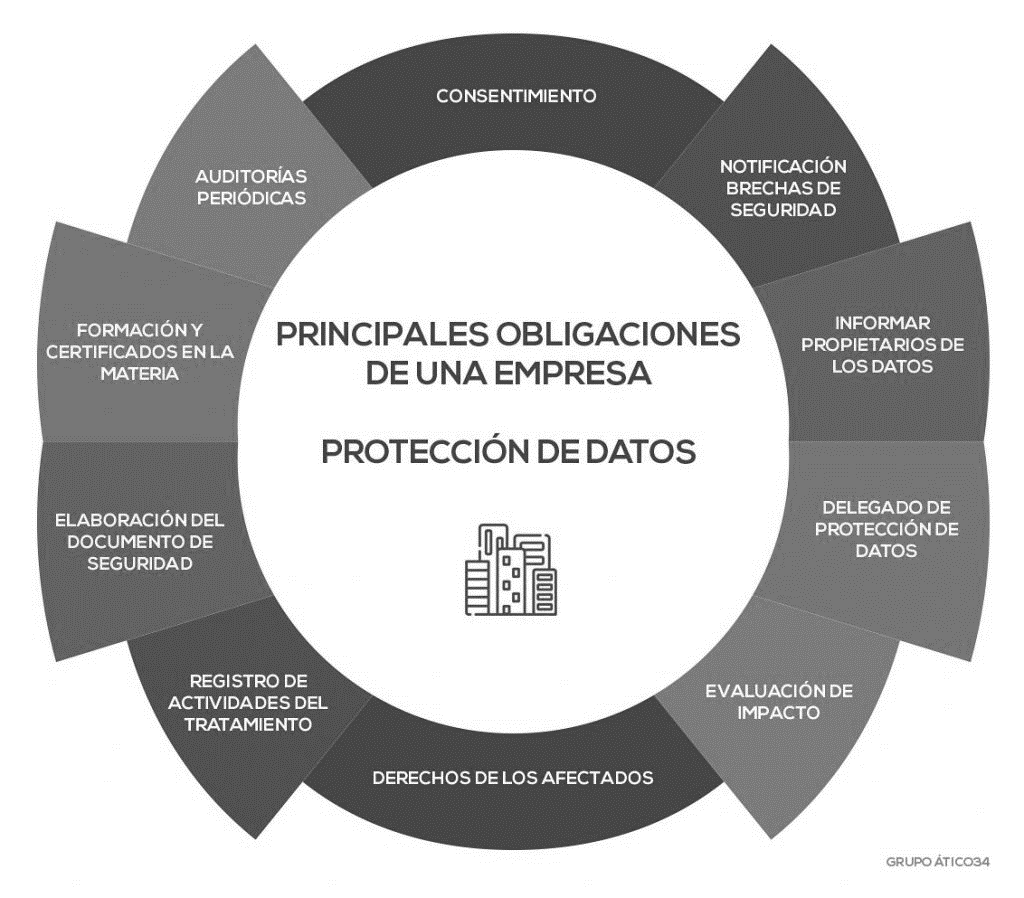 CONSENTIMIENTO
NOTIFICACIÓN
BRECHAS DE
SEGURIDAD
INFORMAR
PROPIETARIOS DE
LOS DATOS
DELEGADO DE
PROTECCIÓN DE
DATOS
EVALUACIÓN DE
IMPACTO
DERECHOS DE LOS AFECTADOS
REGISTRO DE
ACTIVIDADES DEL
TRATAMIENTO
ELABORACIÓN DEL
DOCUMENTO DE
SEGURIDAD
FORMACIÓN Y
CERTIFICADOS EN LA
MATERIA
AUDITORÍAS
PERIÓDICAS
PRINCIPALES OBLIGACIONES
DE UNA EMPRESA
PROTECCIÓN DE DATOS
GRUPO ÁTICO34